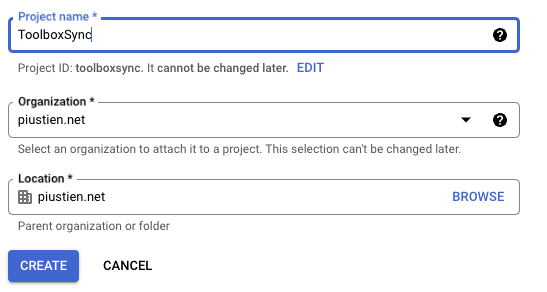 Project name *
ToolboxSync
Project ID: toolboxsync. It cannot be changed later. EDIT
Organization *
piustien.net
Select an organization to attach it to a project. This selection can't be changed later.
Location *
piustien.net BROWSE
Parent organization or folder
CREATE CANCEL